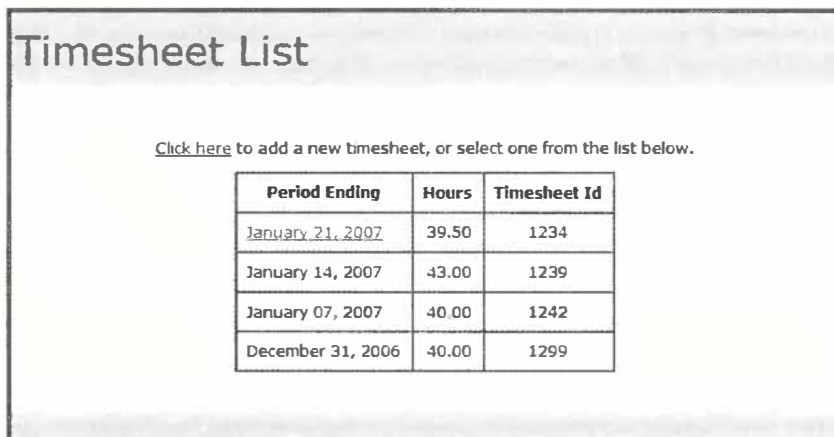 Timesheet List
Click here to add a new timesheet, or select one from the list below.
Period Ending Hours Timesheet Id
January 21, 2007 39.50 1234
January 14, 2007 43.00 1239
January 07, 2007 40.00 1242
December 31, 2006 40.00 1299